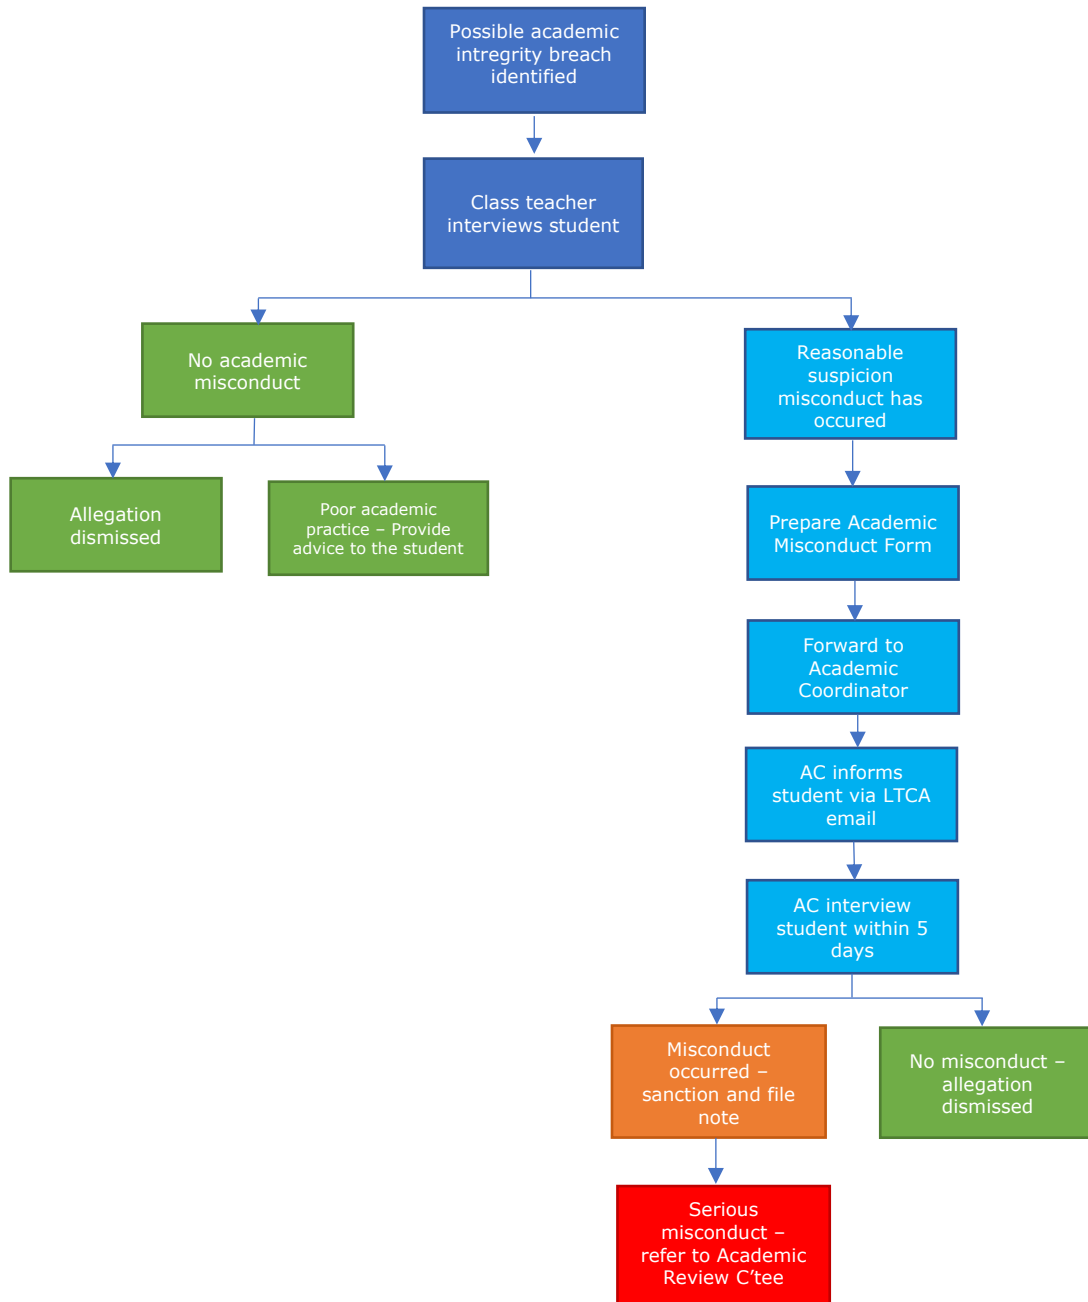 Possible academic
intregrity breach
identified
Class teacher
interviews student
No academic
misconduct
Reasonable
suspicion
misconduct has
occured
Allegation
dismissed
Poor academic
practice – Provide
advice to the student
Prepare Academic
Misconduct Form
Forward to
Academic
Coordinator
AC informs
student via LTCA
email
AC interview
student within 5
days
Misconduct
occurred –
sanction and file
note
No misconduct –
allegation
dismissed
Serious
misconduct –
refer to Academic
Review C’tee